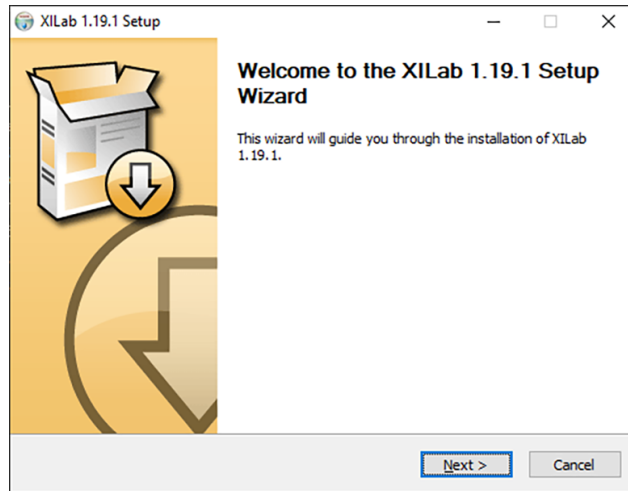 XILab 1.19.1 Setup
Welcome to the XILab 1.19.1 Setup
Wizard
This wizard will guide you through the installation of XILab
1.19.1.
Next >
Cancel